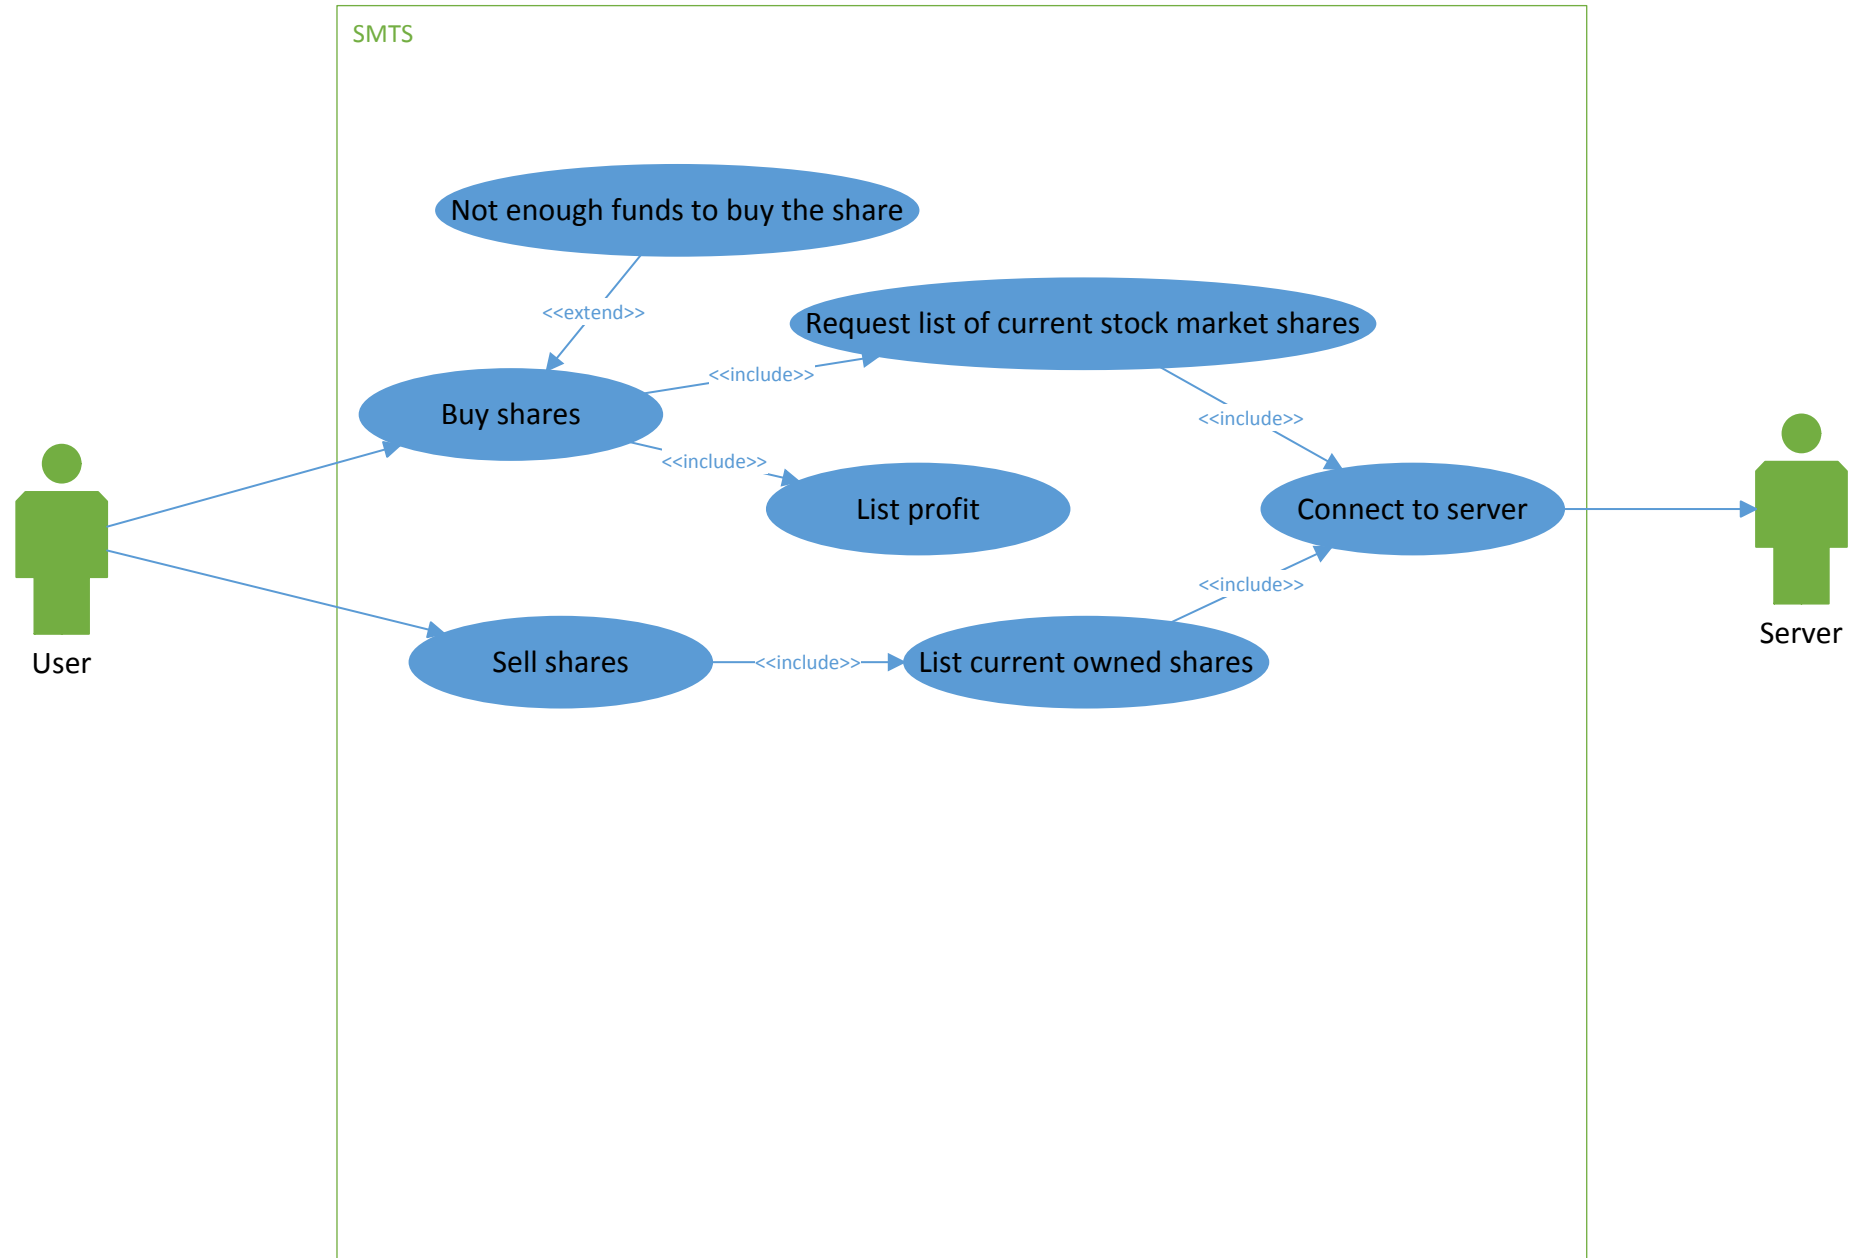 SMTS
Not enough funds to buy the share
<<extend>>
Request list of current stock market shares
<<include>>
Buy shares
<<include>>
<<include>>
List profit
Connect to server
<<include>>
Server
User
Sell shares
<<include>>
List current owned shares